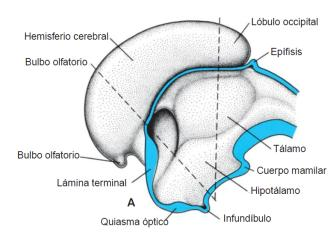 Lóbulo occipital
Hemisferio cerebral
Epífisis
Bulbo olfatorio
Tálamo
Bulbo olfatorio
Cuerpo mamilar
Lámina terminal
Hipotálamo
A
Quiasma óptico
Infundíbulo